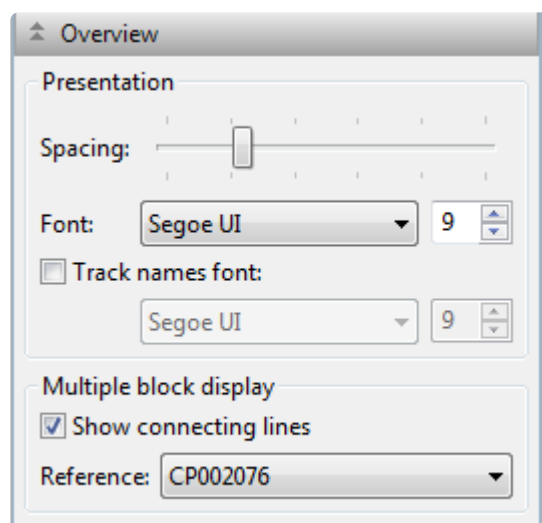 Overview
Presentation
Spacing:
Font: Segoe UI 9
Track names font:
Segoe UI 9
Multiple block display
Show connecting lines
Reference: CP002076